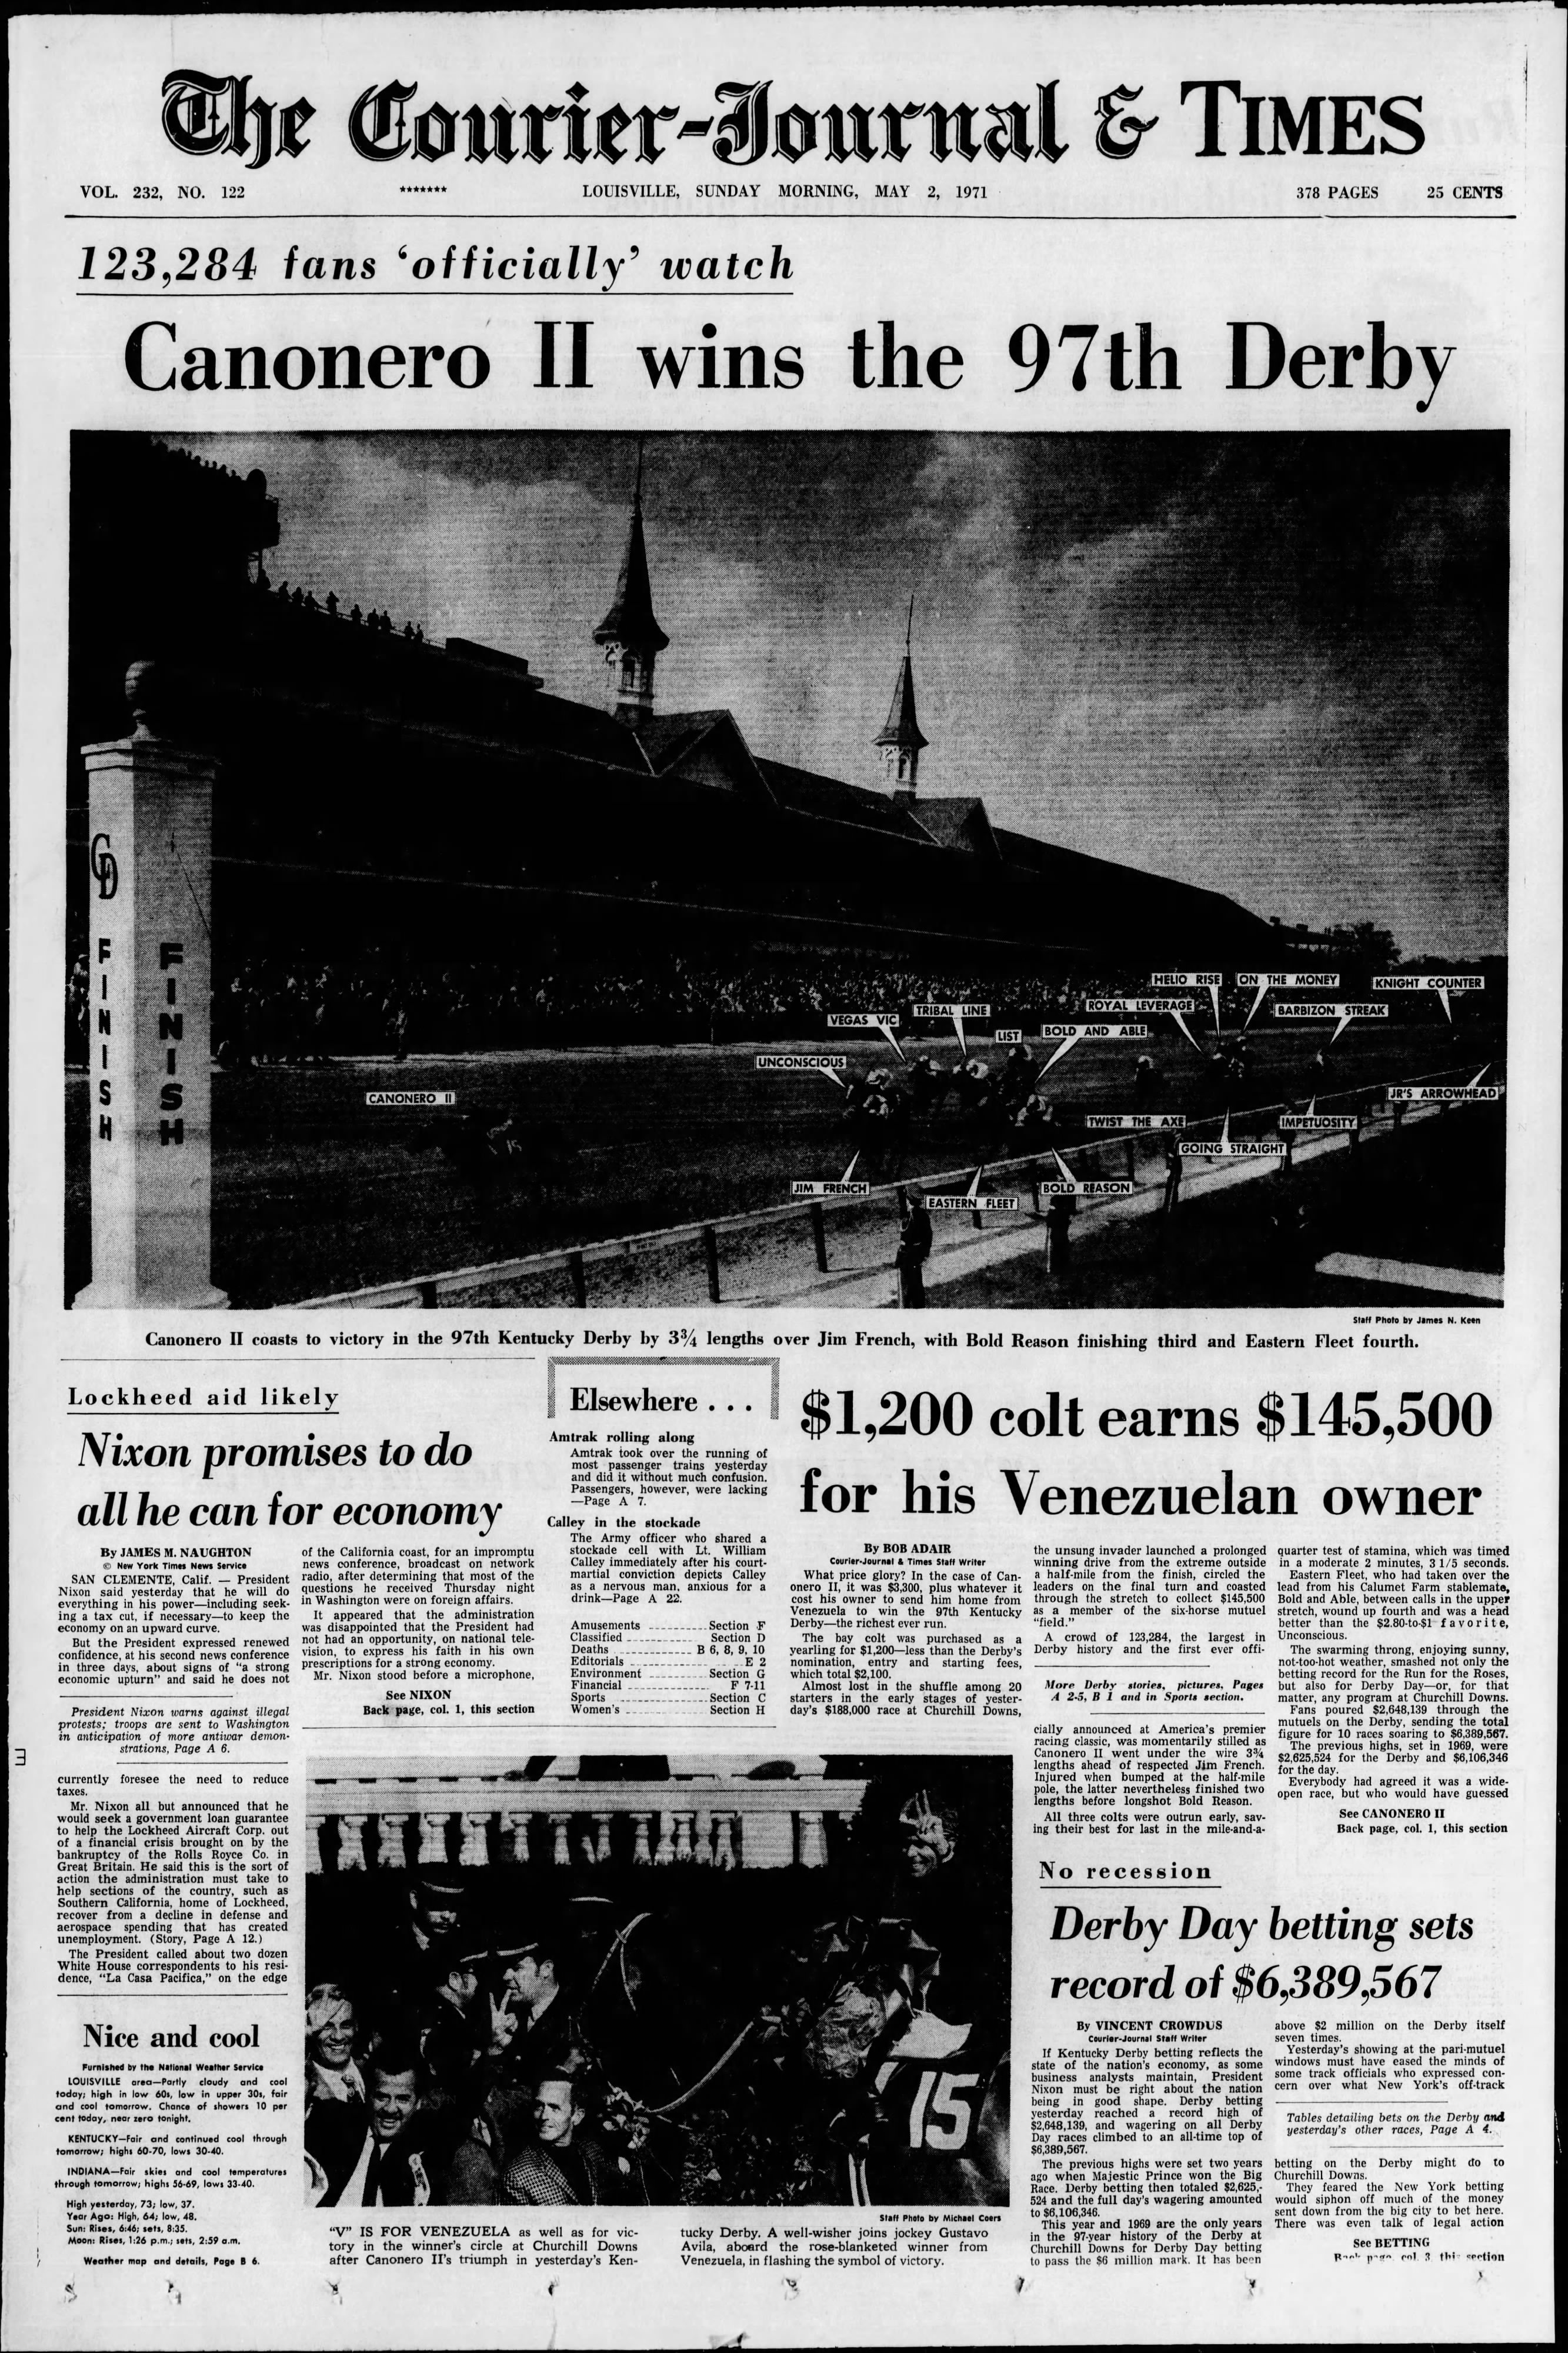 The Courier-Journal & TIMES
VOL. 232, NO. 122 ******* LOUISVILLE, SUNDAY MORNING, MAY 2, 1971 378 PAGES 25 CENTS
123,284 fans ‘officially’ watch
Canonero II wins the 97th Derby
CD
FINISH
FINISH
HELIO RISE
ON THE MONEY
KNIGHT COUNTER
ROYAL LEVERAGE
BARBIZON STREAK
TRIBAL LINE
VEGAS VIC
LIST
BOLD AND ABLE
UNCONSCIOUS
CANONERO II
JR'S ARROWHEAD
TWIST THE AXE
IMPETUOSITY
GOING STRAIGHT
JIM FRENCH
EASTERN FLEET
BOLD REASON
Staff Photo by James N. Keen
Canonero II coasts to victory in the 97th Kentucky Derby by 3¾ lengths over Jim French, with Bold Reason finishing third and Eastern Fleet fourth.
Lockheed aid likely
Nixon promises to do
all he can for economy
By JAMES M. NAUGHTON
© New York Times News Service
SAN CLEMENTE, Calif. — President
Nixon said yesterday that he will do
everything in his power—including seek-
ing a tax cut, if necessary—to keep the
economy on an upward curve.
But the President expressed renewed
confidence, at his second news conference
in three days, about signs of “a strong
economic upturn” and said he does not
President Nixon warns against illegal
protests; troops are sent to Washington
in anticipation of more antiwar demon-
strations, Page A 6.
currently foresee the need to reduce
taxes.
Mr. Nixon all but announced that he
would seek a government loan guarantee
to help the Lockheed Aircraft Corp. out
of a financial crisis brought on by the
bankruptcy of the Rolls Royce Co. in
Great Britain. He said this is the sort of
action the administration must take to
help sections of the country, such as
Southern California, home of Lockheed,
recover from a decline in defense and
aerospace spending that has created
unemployment. (Story, Page A 12.)
The President called about two dozen
White House correspondents to his resi-
dence, “La Casa Pacifica,” on the edge
of the California coast, for an impromptu
news conference, broadcast on network
radio, after determining that most of the
questions he received Thursday night
in Washington were on foreign affairs.
It appeared that the administration
was disappointed that the President had
not had an opportunity, on national tele-
vision, to express his faith in his own
prescriptions for a strong economy.
Mr. Nixon stood before a microphone,
See NIXON
Back page, col. 1, this section
Nice and cool
Furnished by the National Weather Service
LOUISVILLE area—Partly cloudy and cool
today; high in low 60s, low in upper 30s, fair
and cool tomorrow. Chance of showers 10 per
cent today, near zero tonight.
KENTUCKY—Fair and continued cool through
tomorrow; highs 60-70, lows 30-40.
INDIANA—Fair skies and cool temperatures
through tomorrow; highs 56-69, lows 33-40.
High yesterday, 73; low, 37.
Year Ago: High, 64; low, 48.
Sun: Rises, 6:46; sets, 8:35.
Moon: Rises, 1:26 p.m.; sets, 2:59 a.m.
Weather map and details, Page B 6.
Elsewhere . . .
Amtrak rolling along
Amtrak took over the running of
most passenger trains yesterday
and did it without much confusion.
Passengers, however, were lacking
—Page A 7.
Calley in the stockade
The Army officer who shared a
stockade cell with Lt. William
Calley immediately after his court-
martial conviction depicts Calley
as a nervous man, anxious for a
drink—Page A 22.
Amusements Section F
Classified Section D
Deaths B 6, 8, 9, 10
Editorials E 2
Environment Section G
Financial F 7-11
Sports Section C
Women's Section H
15
Staff Photo by Michael Coers
“V” IS FOR VENEZUELA as well as for vic-
tory in the winner's circle at Churchill Downs
after Canonero II's triumph in yesterday's Ken-
tucky Derby. A well-wisher joins jockey Gustavo
Avila, aboard the rose-blanketed winner from
Venezuela, in flashing the symbol of victory.
$1,200 colt earns $145,500
for his Venezuelan owner
By BOB ADAIR
Courier-Journal & Times Staff Writer
What price glory? In the case of Can-
onero II, it was $3,300, plus whatever it
cost his owner to send him home from
Venezuela to win the 97th Kentucky
Derby—the richest ever run.
The bay colt was purchased as a
yearling for $1,200—less than the Derby's
nomination, entry and starting fees,
which total $2,100.
Almost lost in the shuffle among 20
starters in the early stages of yester-
day's $188,000 race at Churchill Downs,
the unsung invader launched a prolonged
winning drive from the extreme outside
a half-mile from the finish, circled the
leaders on the final turn and coasted
through the stretch to collect $145,500
as a member of the six-horse mutuel
“field.”
A crowd of 123,284, the largest in
Derby history and the first ever offi-
More Derby stories, pictures, Pages
A 2-5, B 1 and in Sports section.
cially announced at America's premier
racing classic, was momentarily stilled as
Canonero II went under the wire 3¾
lengths ahead of respected Jim French.
Injured when bumped at the half-mile
pole, the latter nevertheless finished two
lengths before longshot Bold Reason.
All three colts were outrun early, sav-
ing their best for last in the mile-and-a-
quarter test of stamina, which was timed
in a moderate 2 minutes, 3 1/5 seconds.
Eastern Fleet, who had taken over the
lead from his Calumet Farm stablemate,
Bold and Able, between calls in the upper
stretch, wound up fourth and was a head
better than the $2.80-to-$1 favorite,
Unconscious.
The swarming throng, enjoying sunny,
not-too-hot weather, smashed not only the
betting record for the Run for the Roses,
but also for Derby Day—or, for that
matter, any program at Churchill Downs.
Fans poured $2,648,139 through the
mutuels on the Derby, sending the total
figure for 10 races soaring to $6,389,567.
The previous highs, set in 1969, were
$2,625,524 for the Derby and $6,106,346
for the day.
Everybody had agreed it was a wide-
open race, but who would have guessed
See CANONERO II
Back page, col. 1, this section
No recession
Derby Day betting sets
record of $6,389,567
By VINCENT CROWDUS
Courier-Journal Staff Writer
If Kentucky Derby betting reflects the
state of the nation's economy, as some
business analysts maintain, President
Nixon must be right about the nation
being in good shape. Derby betting
yesterday reached a record high of
$2,648,139, and wagering on all Derby
Day races climbed to an all-time top of
$6,389,567.
The previous highs were set two years
ago when Majestic Prince won the Big
Race. Derby betting then totaled $2,625,-
524 and the full day's wagering amounted
to $6,106,346.
This year and 1969 are the only years
in the 97-year history of the Derby at
Churchill Downs for Derby Day betting
to pass the $6 million mark. It has been
above $2 million on the Derby itself
seven times.
Yesterday's showing at the pari-mutuel
windows must have eased the minds of
some track officials who expressed con-
cern over what New York's off-track
Tables detailing bets on the Derby and
yesterday's other races, Page A 4.
betting on the Derby might do to
Churchill Downs.
They feared the New York betting
would siphon off much of the money
sent down from the big city to bet here.
There was even talk of legal action
See BETTING
Back page, col. 3, this section